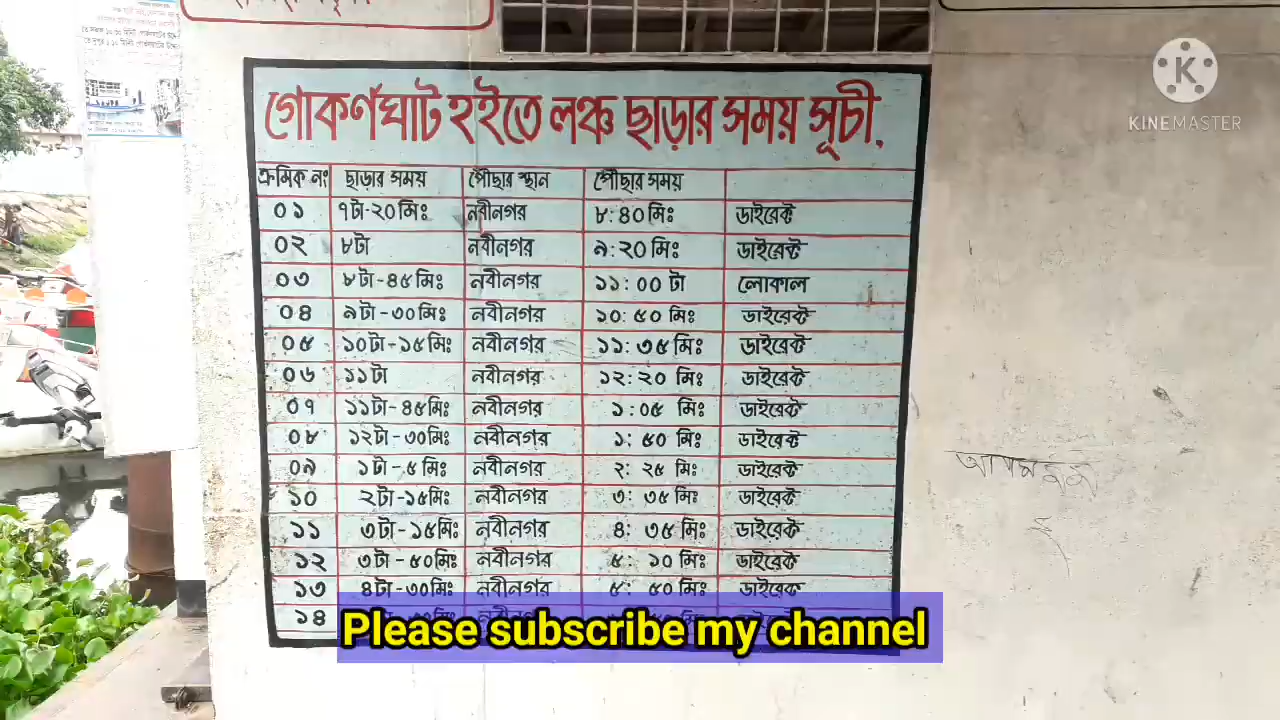 গোকর্ণঘাট হইতে লঞ্চ ছাড়ার সময় সূচী.
ক্রমিক নং ছাড়ার সময় পৌছার স্থান পৌছার সময়
০১ ৭টা-২০মিঃ নবীনগর ৮:৪০মিঃ ডাইরেক্ট
০২ ৮টা নবীনগর ৯:২০মিঃ ডাইরেক্ট
০৩ ৮টা-৪৫মিঃ নবীনগর ১১:০০ টা লোকাল
০৪ ৯টা-৩০মিঃ নবীনগর ১০:৫০ মিঃ ডাইরেক্ট
০৫ ১০টা-১৫মিঃ নবীনগর ১১:৩৫ মিঃ ডাইরেক্ট
০৬ ১১টা নবীনগর ১২:২০ মিঃ ডাইরেক্ট
০৭ ১১টা-৪৫মিঃ নবীনগর ১:০৫ মিঃ ডাইরেক্ট
০৮ ১২টা-৩০মিঃ নবীনগর ১:৫০ মিঃ ডাইরেক্ট
০৯ ১টা-৫মিঃ নবীনগর ২:২৫ মিঃ ডাইরেক্ট
১০ ২টা-১৫মিঃ নবীনগর ৩:৩৫ মিঃ ডাইরেক্ট
১১ ৩টা-১৫মিঃ নবীনগর ৪:৩৫ মিঃ ডাইরেক্ট
১২ ৩টা-৫০মিঃ নবীনগর ৫:১০ মিঃ ডাইরেক্ট
১৩ ৪টা-৩০মিঃ নবীনগর ৫:৫০ মিঃ ডাইরেক্ট
১৪
Please subscribe my channel
K
KINEMASTER